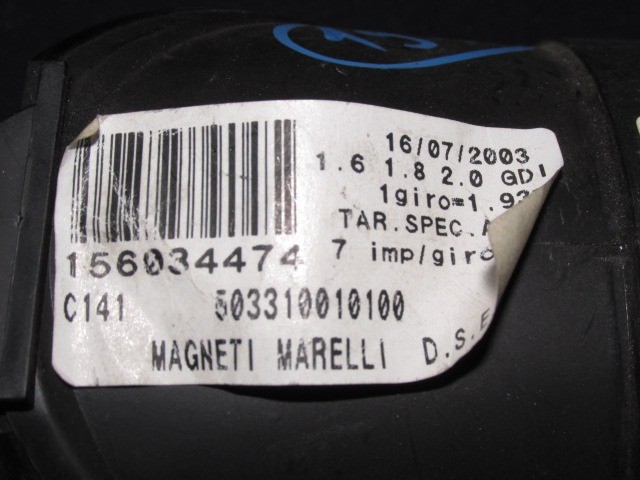 16/07/2003
1.6 1.8 2.0 GDI
1giro=1.93
TAR.SPEC.
156034474 7 imp/giro
C141 503310010100
MAGNETI MARELLI D.S.E